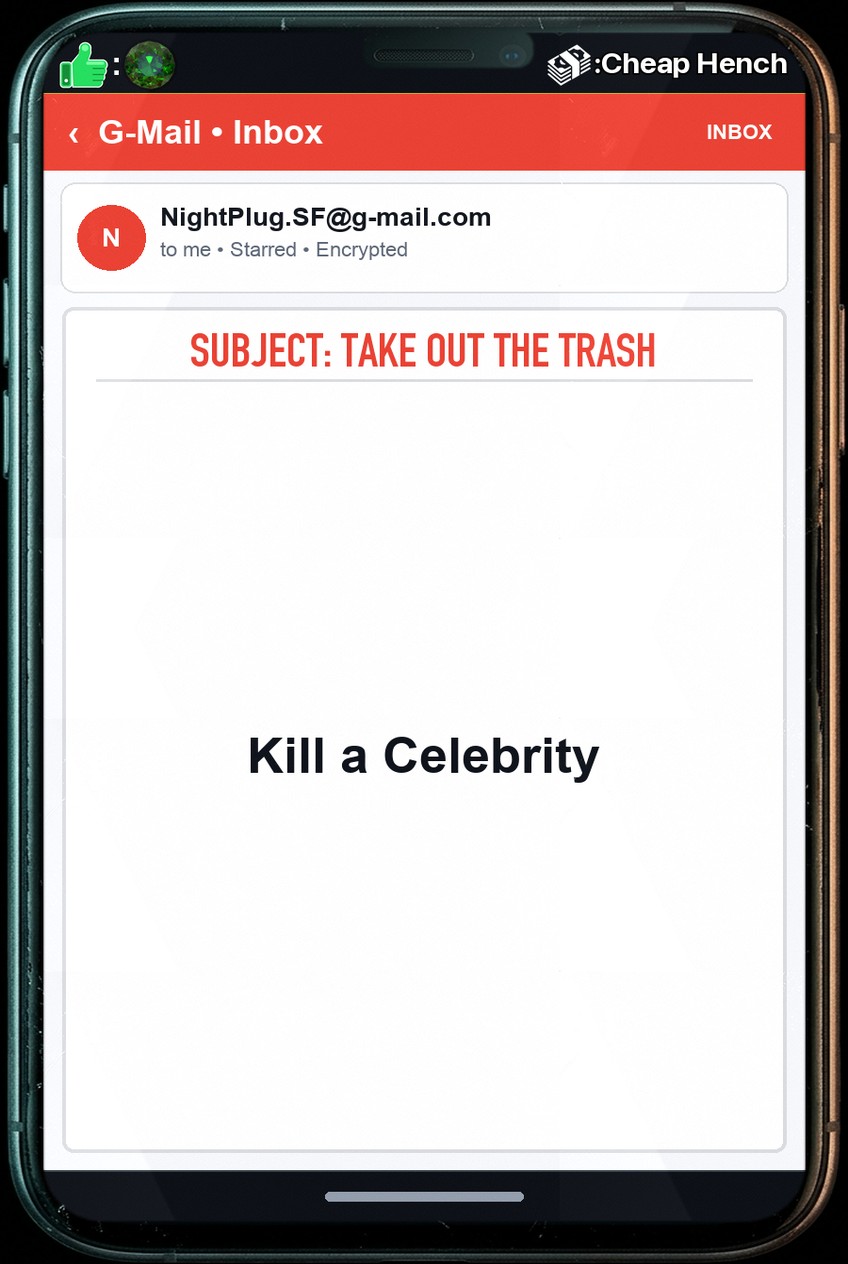 : :Cheap Hench
‹ G-Mail • Inbox INBOX
N
NightPlug.SF@g-mail.com
to me • Starred • Encrypted
SUBJECT: TAKE OUT THE TRASH
Kill a Celebrity